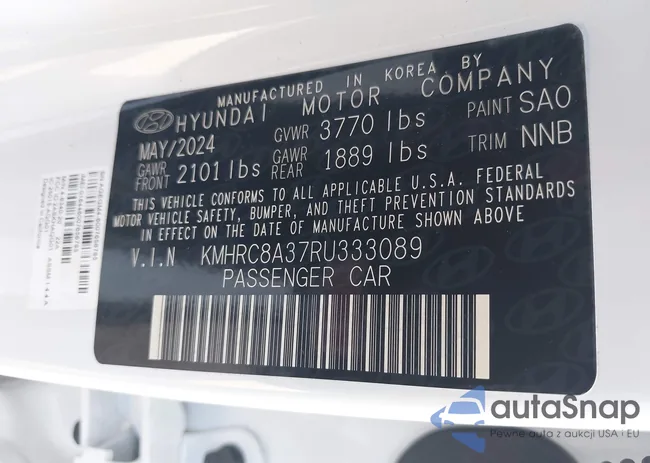 MANUFACTURED IN KOREA BY
HYUNDAI MOTOR COMPANY
MAY/2024 GVWR 3770 lbs PAINT SAO
GAWR FRONT 2101 lbs GAWR REAR 1889 lbs TRIM NNB
THIS VEHICLE CONFORMS TO ALL APPLICABLE U.S.A. FEDERAL
MOTOR VEHICLE SAFETY, BUMPER, AND THEFT PREVENTION STANDARDS
IN EFFECT ON THE DATE OF MANUFACTURE SHOWN ABOVE.
V.I.N KMHRC8A37RU333089
PASSENGER CAR
autaSnap
Pewne auta z aukcji USA i EU